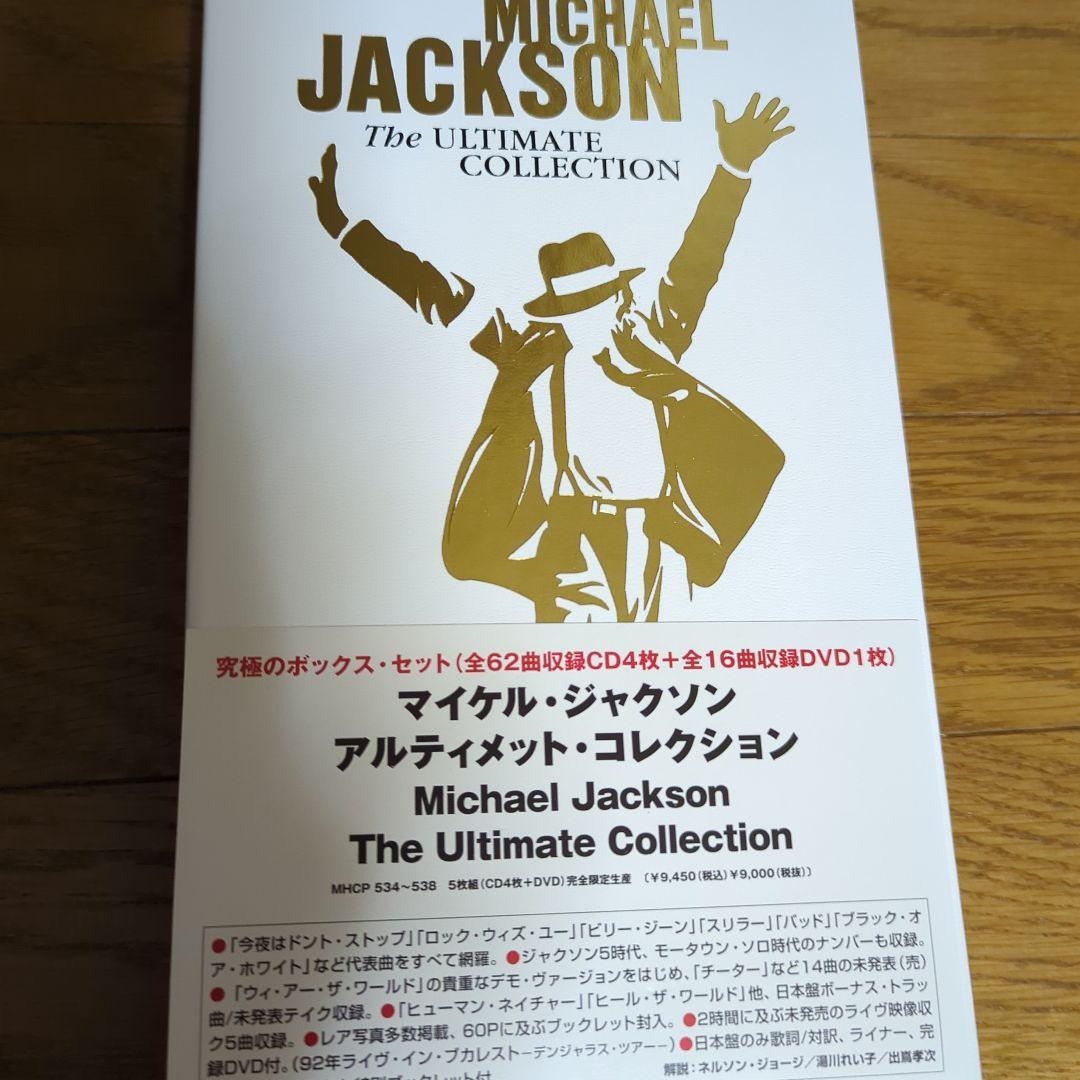 MICHAEL
JACKSON
The ULTIMATE
COLLECTION
究極のボックス・セット(全62曲収録CD4枚+全16曲収録DVD1枚)
マイケル・ジャクソン
アルティメット・コレクション
Michael Jackson
The Ultimate Collection
MHCP 534〜538 5枚組(CD4枚+DVD)完全限定生産 〔¥9,450(税込)¥9,000(税抜)〕
●「今夜はドント・ストップ」「ロック・ウィズ・ユー」「ビリー・ジーン」「スリラー」「バッド」「ブラック・オ
ア・ホワイト」など代表曲をすべて網羅。●ジャクソン5時代、モータウン・ソロ時代のナンバーも収録。
●「ウィ・アー・ザ・ワールド」の貴重なデモ・ヴァージョンをはじめ、「チーター」など14曲の未発表(売)
曲/未発表テイク収録。●「ヒューマン・ネイチャー」「ヒール・ザ・ワールド」他、日本盤ボーナス・トラッ
ク5曲収録。●レア写真多数掲載、60Pに及ぶブックレット封入。●2時間に及ぶ未発売のライヴ映像収
録DVD付。(92年ライヴ・イン・ブカレスト−デンジャラス・ツアー−)●日本盤のみ歌詞/対訳、ライナー、完
ブックレット付
解説:ネルソン・ジョージ/湯川れい子/出嶌孝次